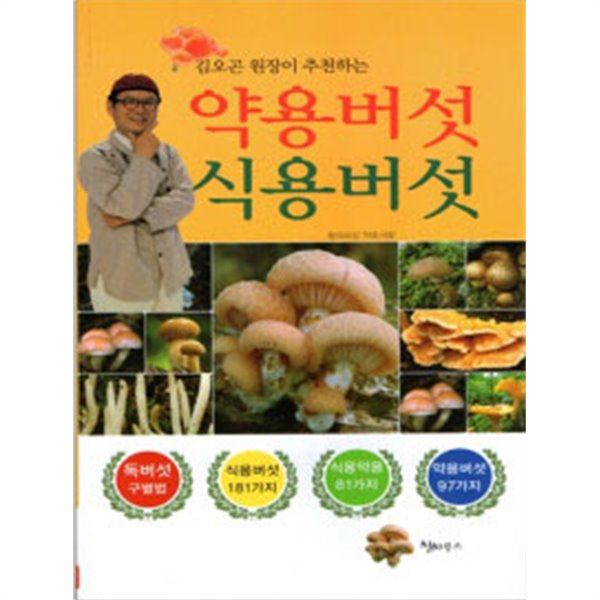 김오곤 원장이 추천하는
약용버섯
식용버섯
독버섯
구별법
식용버섯
181가지
식용약용
81가지
약용버섯
97가지